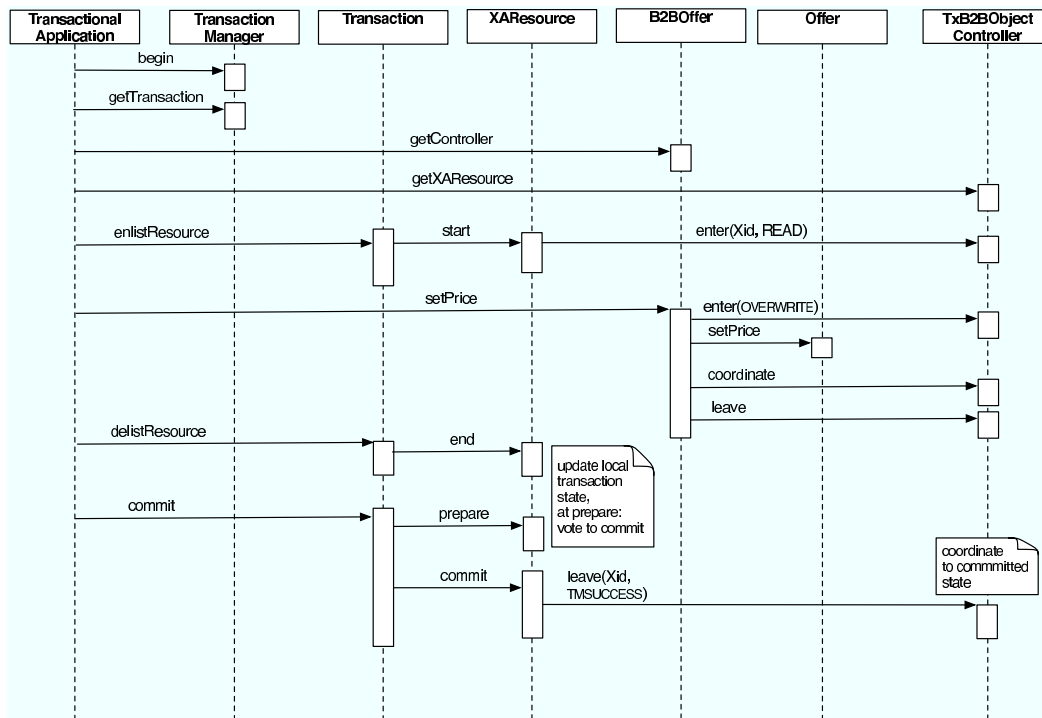 Transactional
Application
Transaction
Manager
Transaction
XAResource
B2BOffer
Offer
TxB2BObject
Controller
begin
getTransaction
getController
getXAResource
enlistResource
start
enter(Xid, READ)
setPrice
enter(OVERWRITE)
setPrice
coordinate
leave
delistResource
end
update local
transaction
state,
at prepare:
vote to commit
commit
prepare
coordinate
to commmitted
state
commit
leave(Xid,
TMSUCCESS)